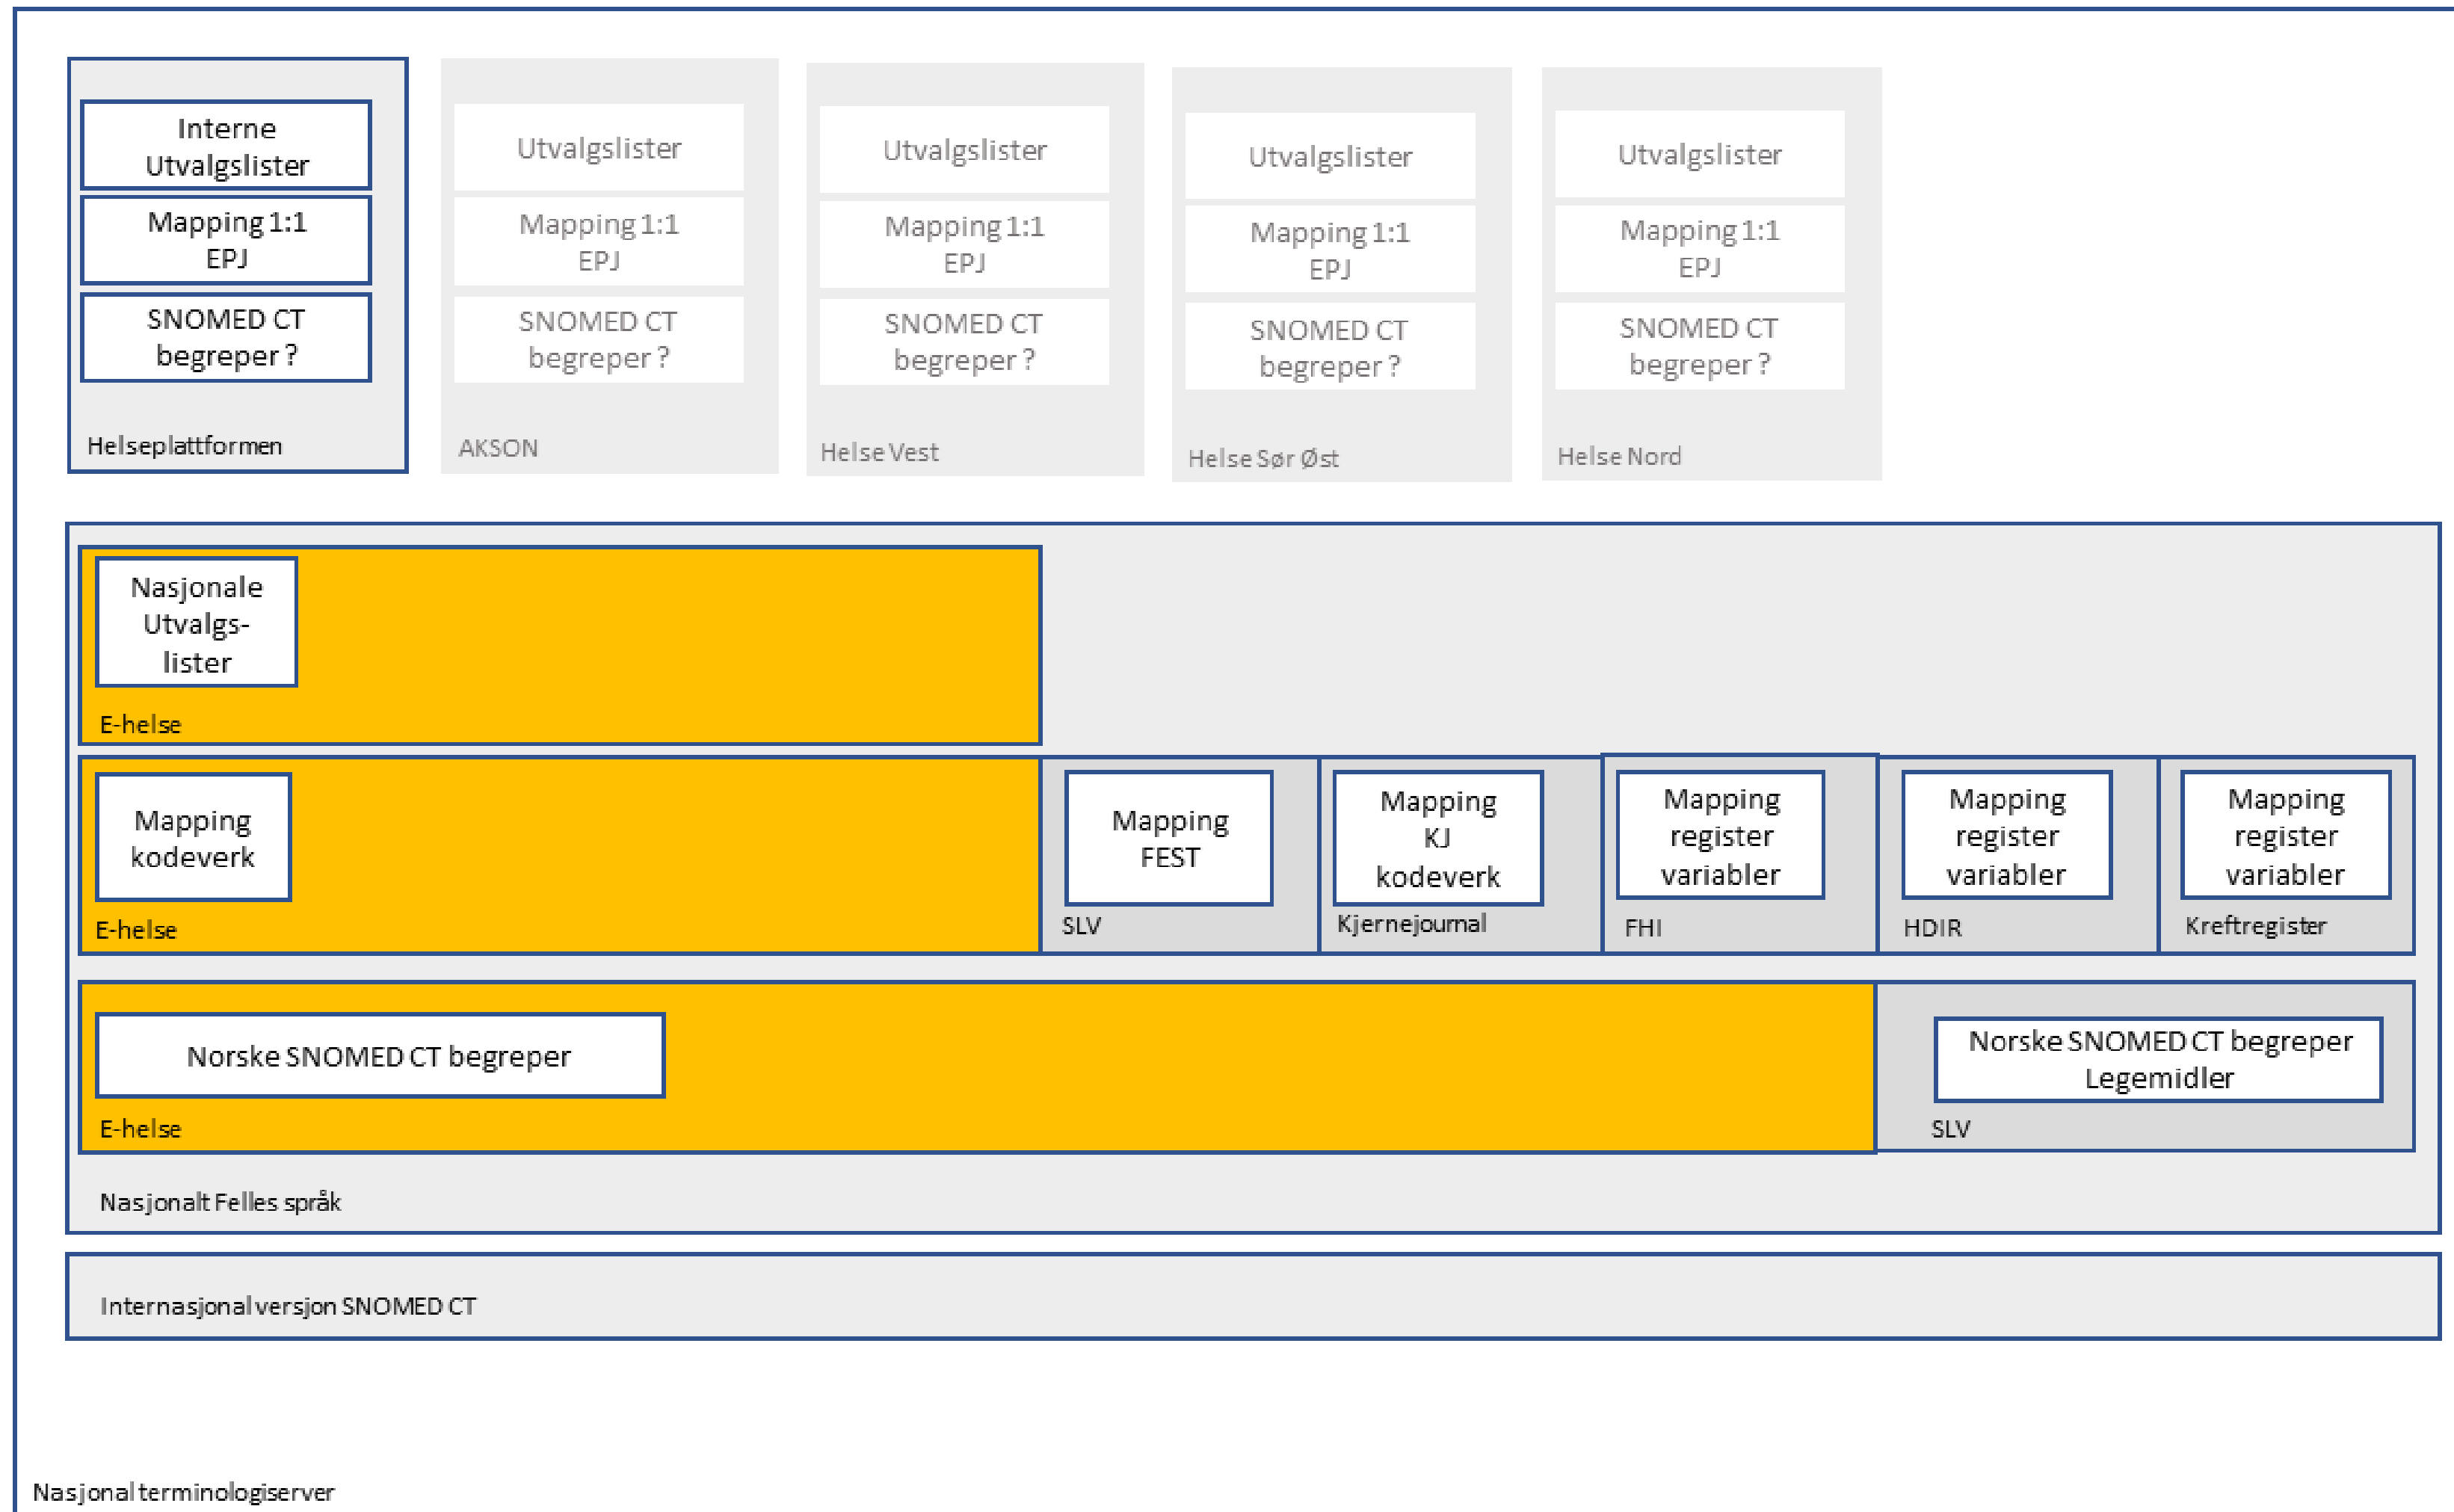 Interne
Utvalgslister
Mapping 1:1
EPJ
SNOMED CT
begreper ?
Helseplattformen
Utvalgslister
Mapping 1:1
EPJ
SNOMED CT
begreper ?
AKSON
Utvalgslister
Mapping 1:1
EPJ
SNOMED CT
begreper ?
Helse Vest
Utvalgslister
Mapping 1:1
EPJ
SNOMED CT
begreper ?
Helse Sør Øst
Utvalgslister
Mapping 1:1
EPJ
SNOMED CT
begreper ?
Helse Nord
Nasjonale
Utvalgs-
lister
E-helse
Mapping
kodeverk
E-helse
Mapping
FEST
SLV
Mapping
KJ
kodeverk
Kjernejournal
Mapping
register
variabler
FHI
Mapping
register
variabler
HDIR
Mapping
register
variabler
Kreftregister
Norske SNOMED CT begreper
E-helse
Norske SNOMED CT begreper
Legemidler
SLV
Nasjonalt Felles språk
Internasjonal versjon SNOMED CT
Nasjonal terminologiserver